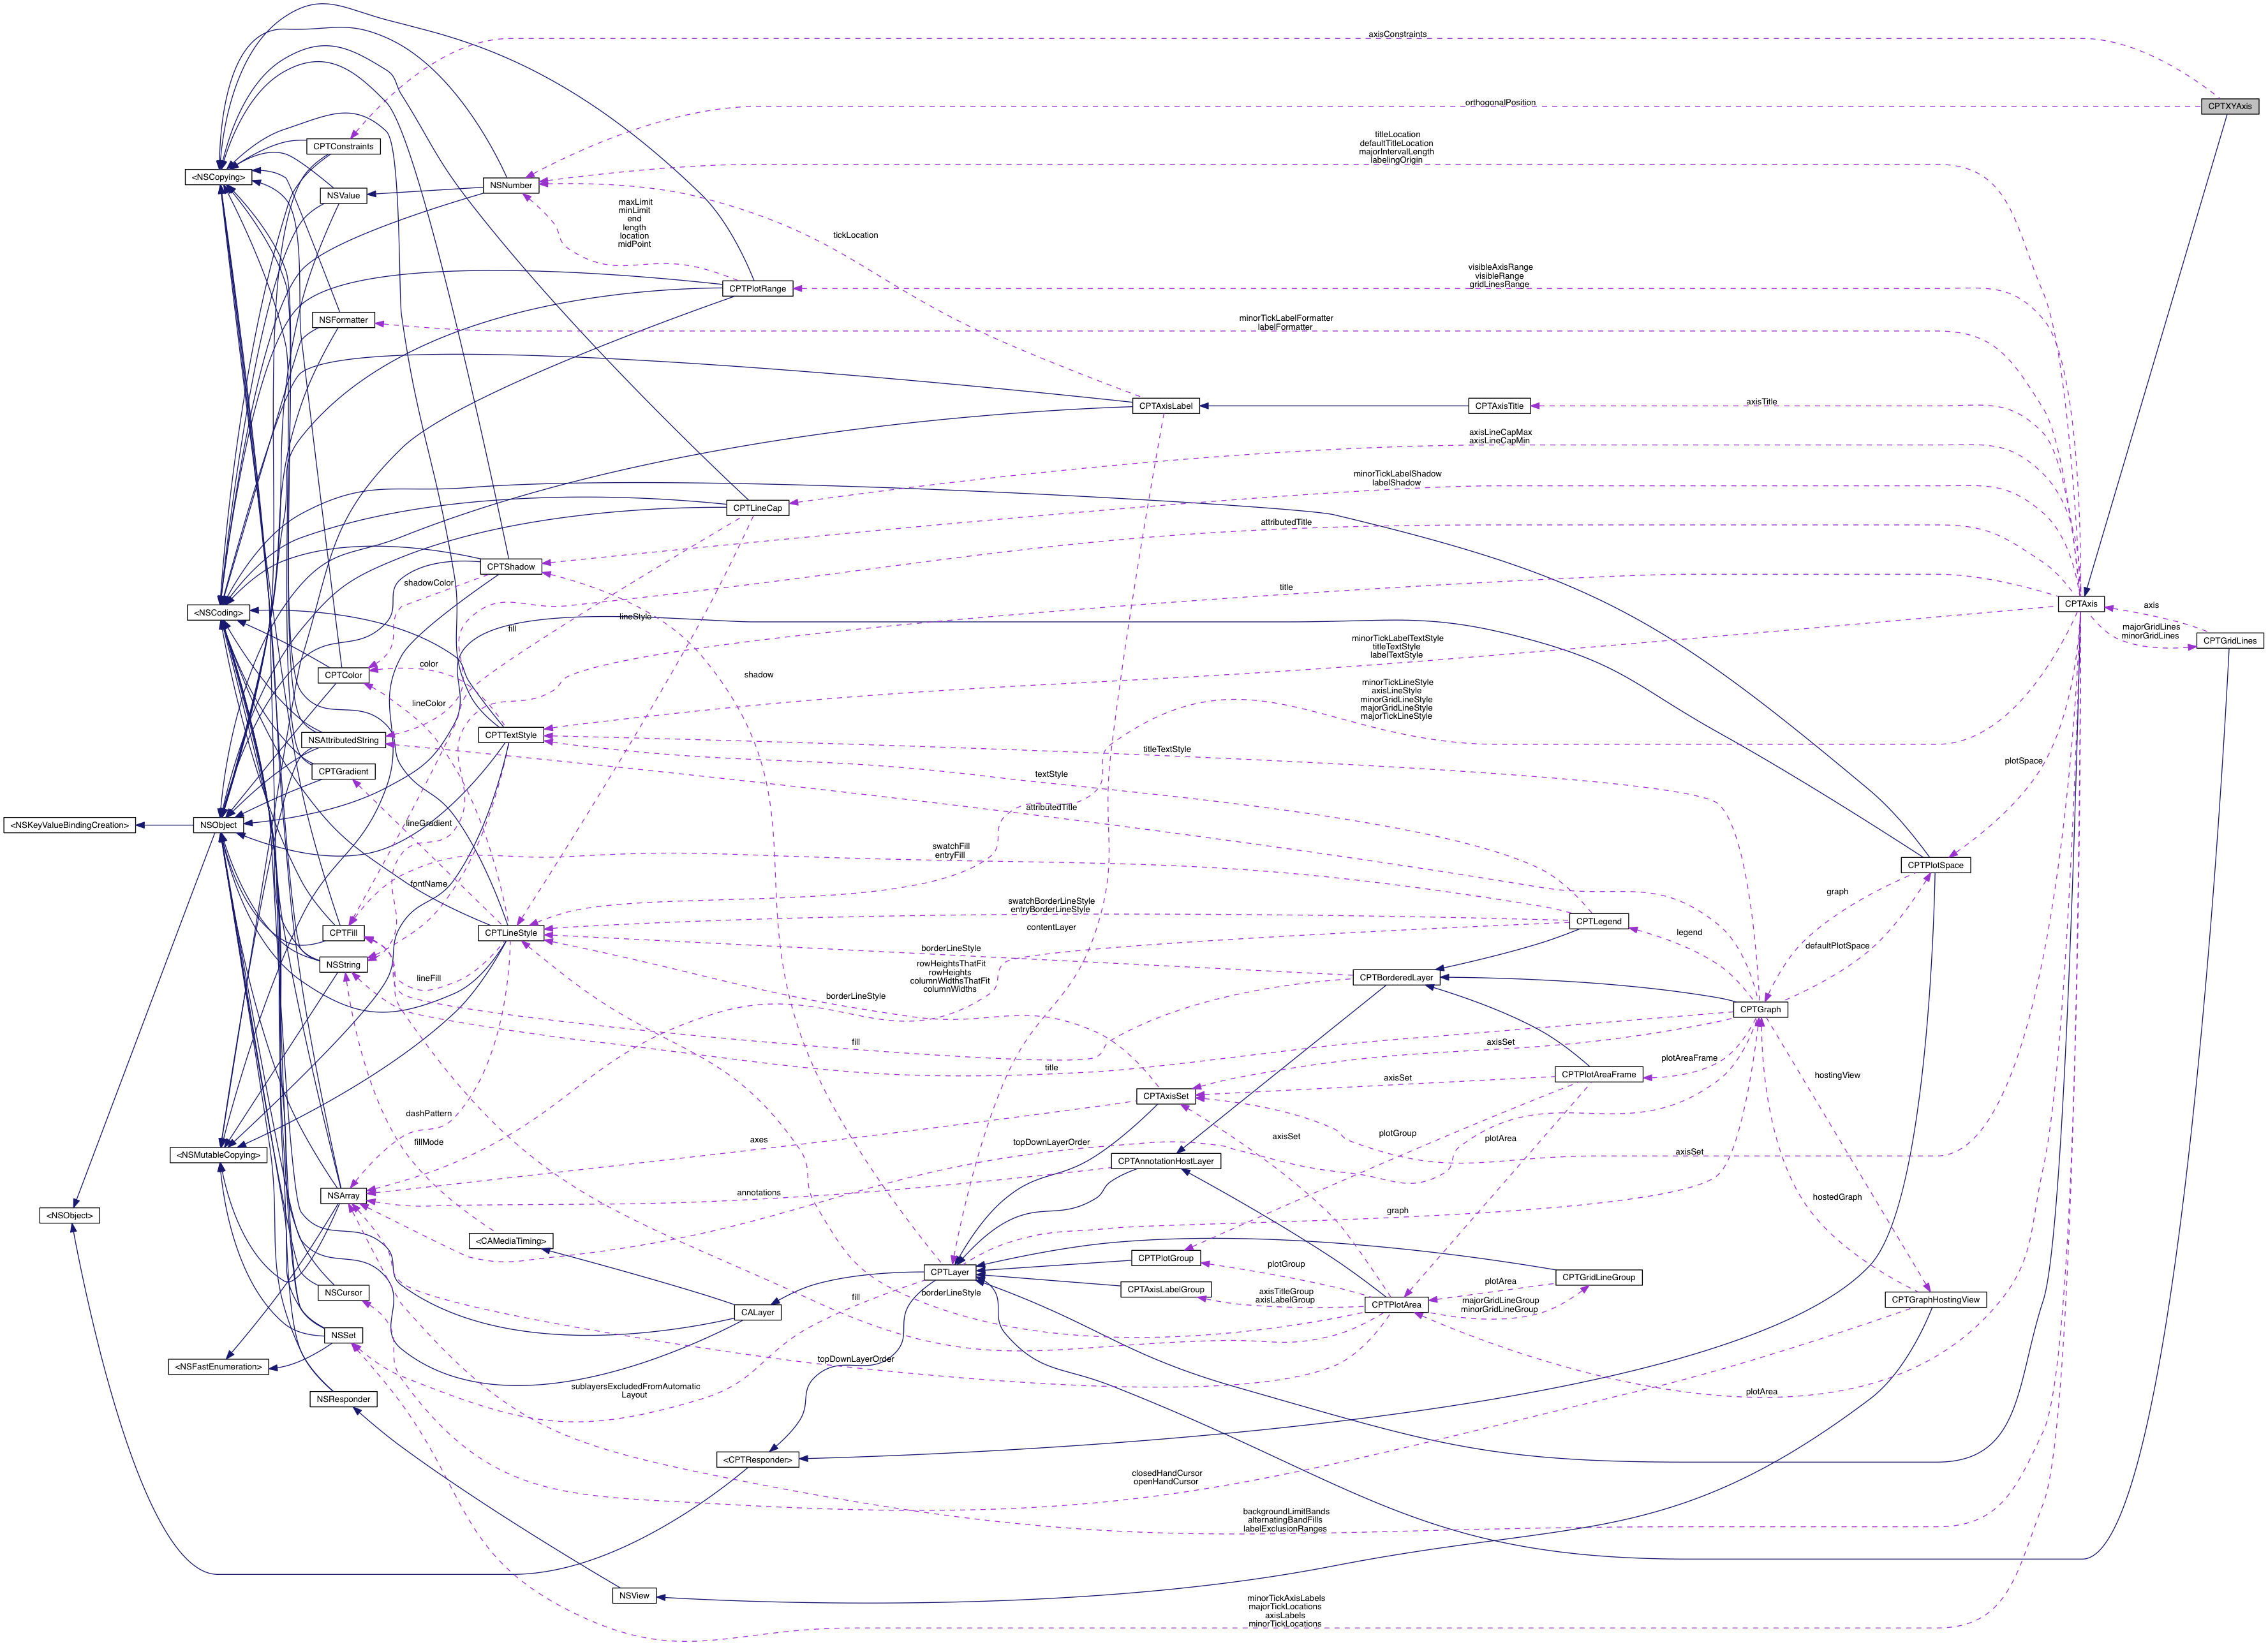 axisConstraints
CPTXYAxis
orthogonalPosition
titleLocation
defaultTitleLocation
majorIntervalLength
labelingOrigin
CPTConstraints
<NSCopying>
NSValue
NSNumber
maxLimit
minLimit
end
length
location
midPoint
tickLocation
visibleAxisRange
visibleRange
gridLinesRange
CPTPlotRange
NSFormatter
minorTickLabelFormatter
labelFormatter
CPTAxisLabel
CPTAxisTitle
axisTitle
axisLineCapMax
axisLineCapMin
minorTickLabelShadow
labelShadow
CPTLineCap
attributedTitle
CPTShadow
shadowColor
title
<NSCoding>
fill
lineStyle
CPTAxis
axis
majorGridLines
minorGridLines
CPTGridLines
minorTickLabelTextStyle
titleTextStyle
labelTextStyle
color
CPTColor
shadow
lineColor
minorTickLineStyle
axisLineStyle
minorGridLineStyle
majorGridLineStyle
majorTickLineStyle
CPTTextStyle
NSAttributedString
titleTextStyle
plotSpace
CPTGradient
textStyle
attributedTitle
<NSKeyValueBindingCreation>
NSObject
lineGradient
swatchFill
entryFill
CPTPlotSpace
fontName
graph
swatchBorderLineStyle
entryBorderLineStyle
CPTLegend
contentLayer
CPTFill
CPTLineStyle
legend
defaultPlotSpace
borderLineStyle
NSString
rowHeightsThatFit
rowHeights
columnWidthsThatFit
columnWidths
lineFill
CPTBorderedLayer
borderLineStyle
CPTGraph
fill
axisSet
plotAreaFrame
title
CPTPlotAreaFrame
axisSet
hostingView
CPTAxisSet
dashPattern
fillMode
axes
topDownLayerOrder
axisSet
plotGroup
plotArea
<NSMutableCopying>
CPTAnnotationHostLayer
axisSet
NSArray
annotations
hostedGraph
<NSObject>
graph
<CAMediaTiming>
CPTPlotGroup
plotGroup
CPTLayer
CPTGridLineGroup
plotArea
CPTAxisLabelGroup
axisTitleGroup
axisLabelGroup
NSCursor
fill
borderLineStyle
CPTPlotArea
majorGridLineGroup
minorGridLineGroup
CPTGraphHostingView
CALayer
NSSet
<NSFastEnumeration>
topDownLayerOrder
sublayersExcludedFromAutomatic
Layout
plotArea
NSResponder
<CPTResponder>
closedHandCursor
openHandCursor
backgroundLimitBands
alternatingBandFills
labelExclusionRanges
NSView
minorTickAxisLabels
majorTickLocations
axisLabels
minorTickLocations